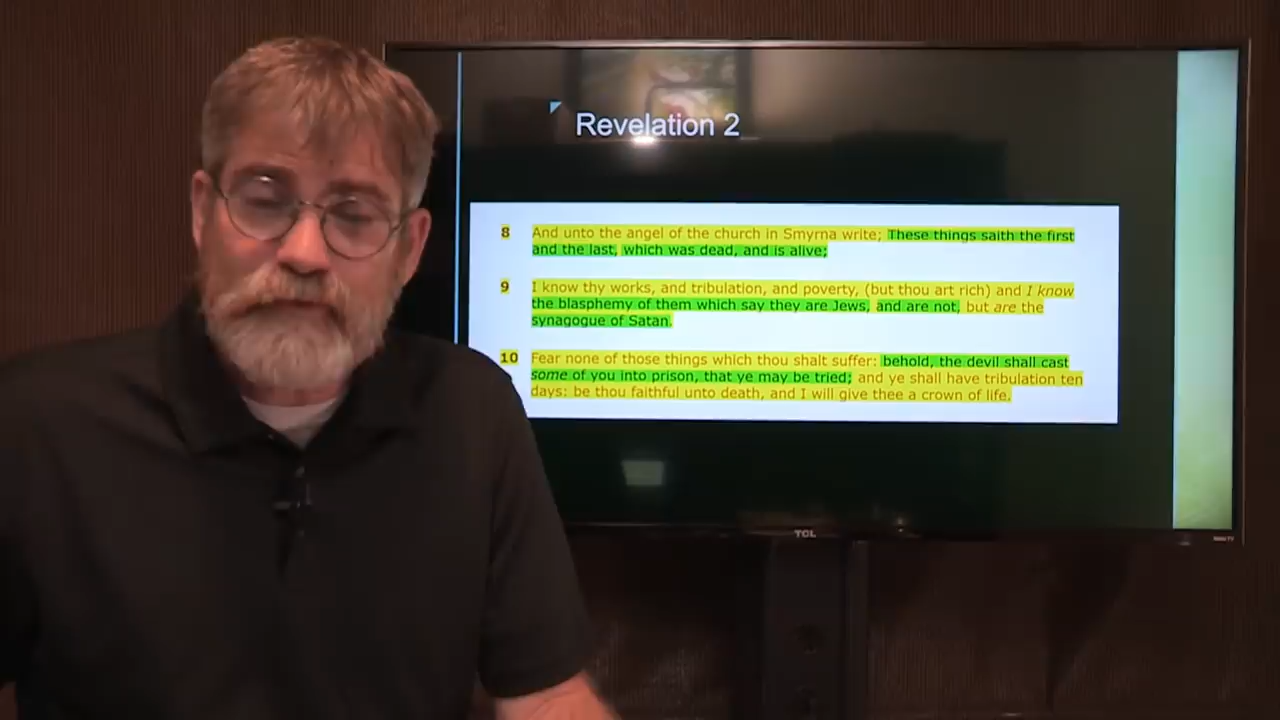 Revelation 2
8 And unto the angel of the church in Smyrna write; These things saith the first
and the last, which was dead, and is alive;
9 I know thy works, and tribulation, and poverty, (but thou art rich) and I know
the blasphemy of them which say they are Jews, and are not, but are the
synagogue of Satan.
10 Fear none of those things which thou shalt suffer: behold, the devil shall cast
some of you into prison, that ye may be tried; and ye shall have tribulation ten
days: be thou faithful unto death, and I will give thee a crown of life.
TCL
Roku TV